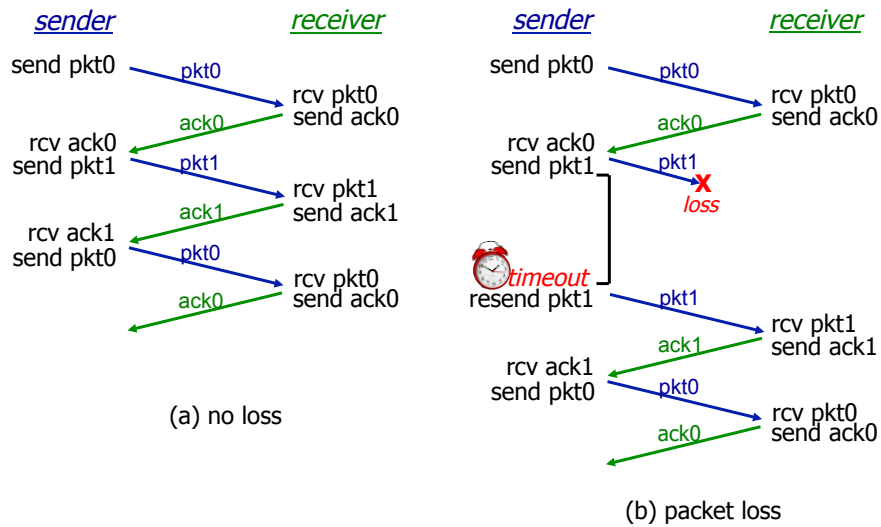 sender
receiver
send pkt0
pkt0
rcv pkt0
send ack0
ack0
rcv ack0
send pkt1
pkt1
rcv pkt1
send ack1
ack1
rcv ack1
send pkt0
pkt0
rcv pkt0
send ack0
ack0
(a) no loss
sender
receiver
send pkt0
pkt0
rcv pkt0
send ack0
ack0
rcv ack0
send pkt1
pkt1
X
loss
timeout
resend pkt1
pkt1
rcv pkt1
send ack1
ack1
rcv ack1
send pkt0
pkt0
rcv pkt0
send ack0
ack0
(b) packet loss